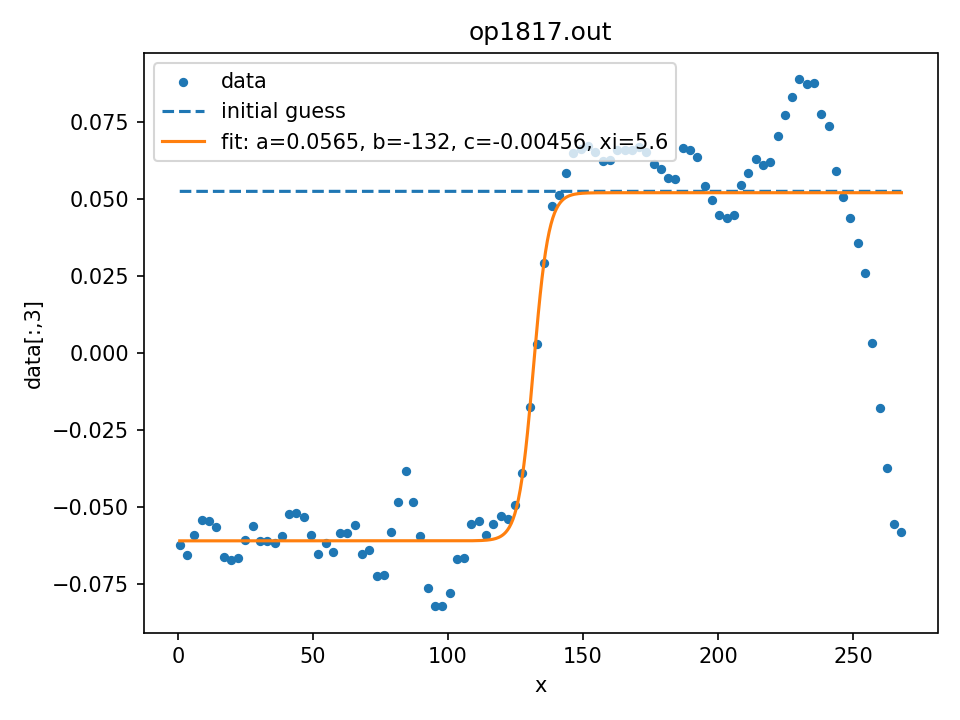 op1817.out
data
initial guess
fit: a=0.0565, b=-132, c=-0.00456, xi=5.6
0.075
0.050
0.025
0.000
−0.025
−0.050
−0.075
data[:,3]
0 50 100 150 200 250
x